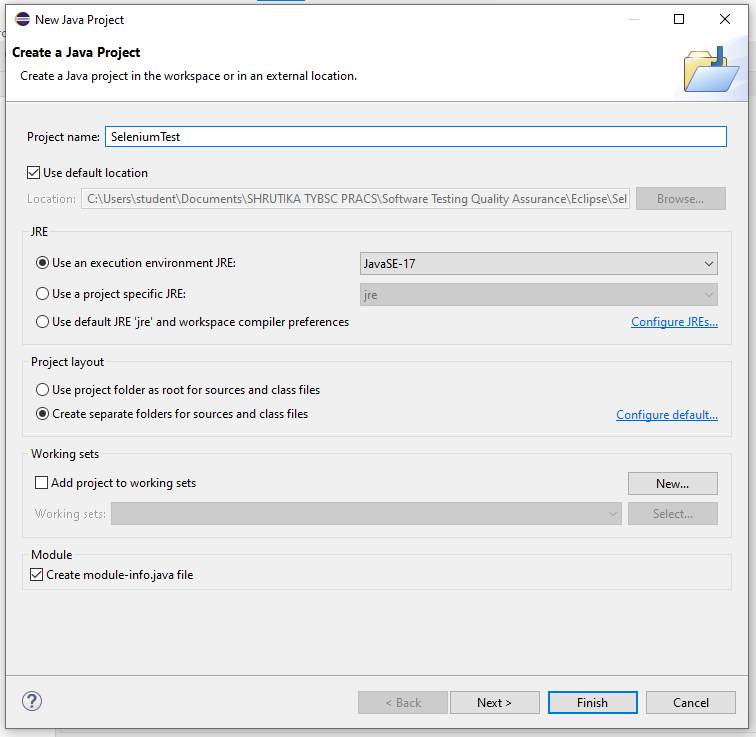 New Java Project
Create a Java Project
Create a Java project in the workspace or in an external location.
Project name: SeleniumTest
Use default location
Location: C:\Users\student\Documents\SHRUTIKA TYBSC PRACS\Software Testing Quality Assurance\Eclipse\Sel Browse...
JRE
Use an execution environment JRE: JavaSE-17
Use a project specific JRE: jre
Use default JRE 'jre' and workspace compiler preferences Configure JREs...
Project layout
Use project folder as root for sources and class files
Create separate folders for sources and class files Configure default...
Working sets
Add project to working sets New...
Working sets: Select...
Module
Create module-info.java file
? < Back Next > Finish Cancel